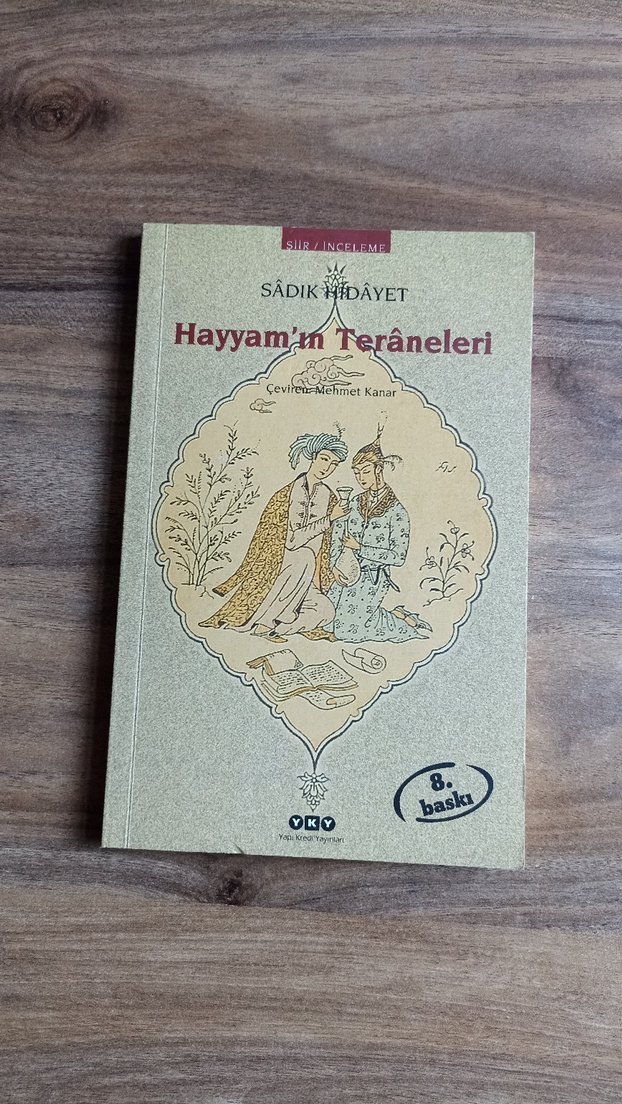 ŞİİR / İNCELEME
SÂDIK HİDÂYET
Hayyam'ın Terâneleri
Çeviren: Mehmet Kanar
8.
baskı
YKY
Yapı Kredi Yayınları